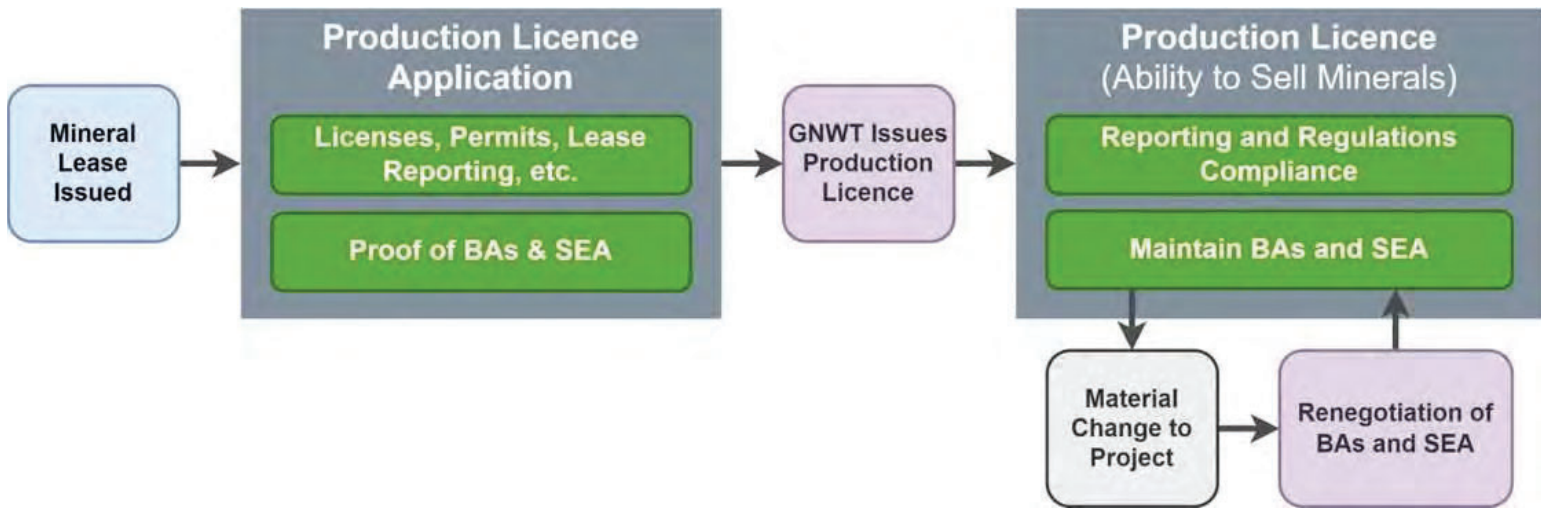 Mineral
Lease
Issued
Production Licence
Application
Licenses, Permits, Lease
Reporting, etc.
Proof of BAs & SEA
GNWT Issues
Production
Licence
Production Licence
(Ability to Sell Minerals)
Reporting and Regulations
Compliance
Maintain BAs and SEA
Material
Change to
Project
Renegotiation of
BAs and SEA